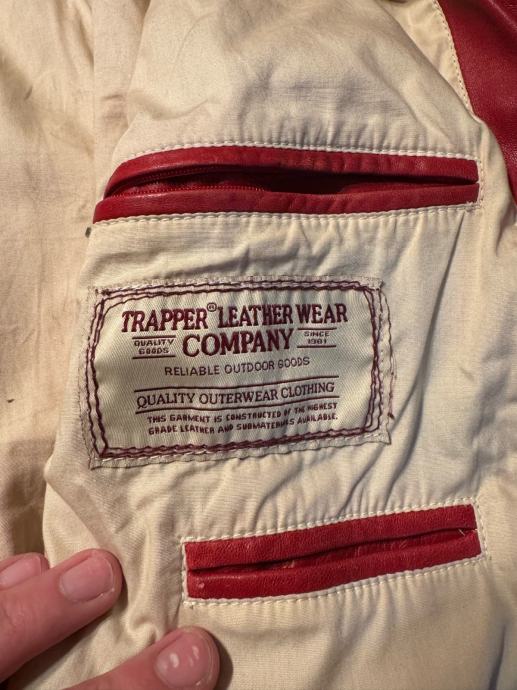 TRAPPER® LEATHER WEAR
QUALITY GOODS COMPANY SINCE 1981
RELIABLE OUTDOOR GOODS
QUALITY OUTERWEAR CLOTHING
THIS GARMENT IS CONSTRUCTED OF THE HIGHEST
GRADE LEATHER AND SUBMATERIALS AVAILABLE.